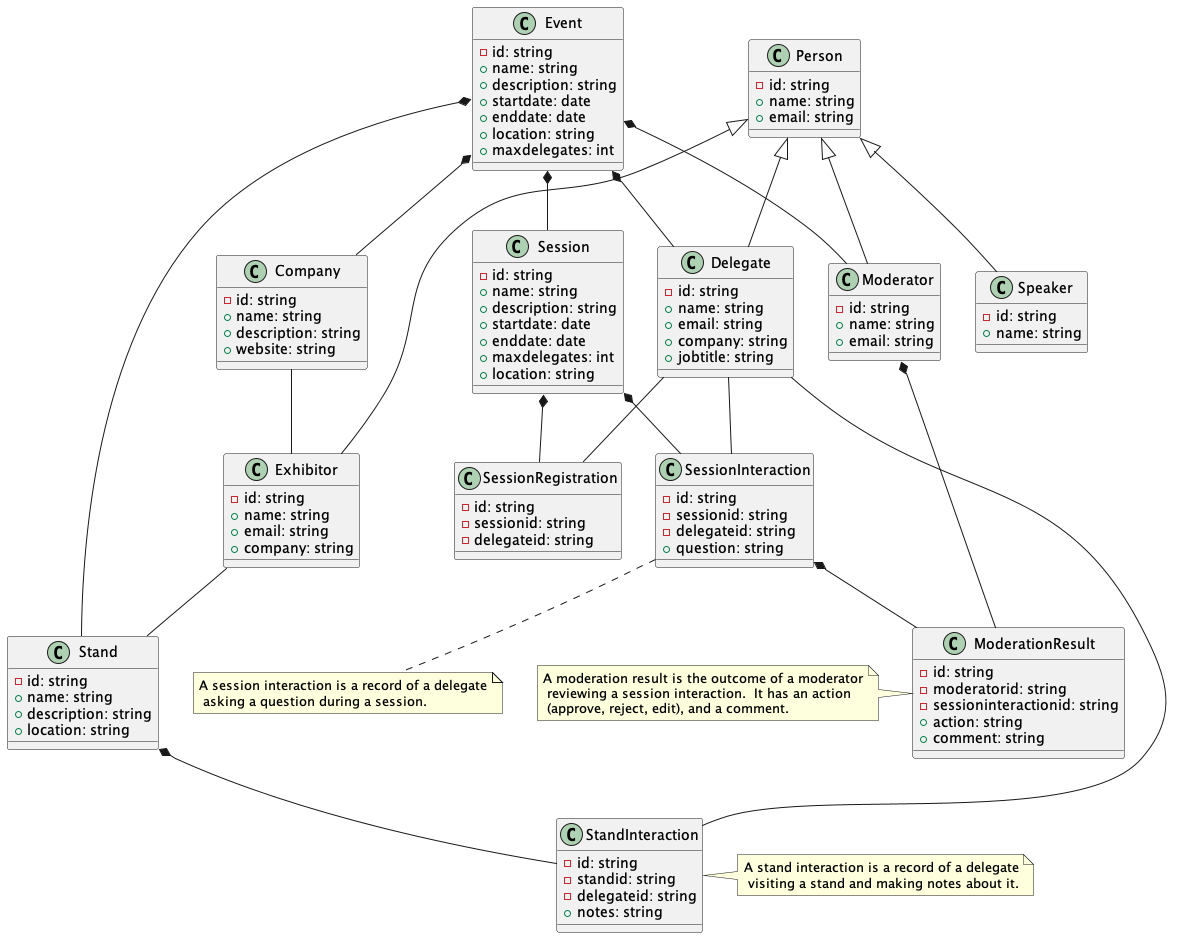 C Event
id: string
name: string
description: string
startdate: date
enddate: date
location: string
maxdelegates: int
C Person
id: string
name: string
email: string
C Company
id: string
name: string
description: string
website: string
C Session
id: string
name: string
description: string
startdate: date
enddate: date
maxdelegates: int
location: string
C Delegate
id: string
name: string
email: string
company: string
jobtitle: string
C Moderator
id: string
name: string
email: string
C Speaker
id: string
name: string
C Exhibitor
id: string
name: string
email: string
company: string
C SessionRegistration
id: string
sessionid: string
delegateid: string
C SessionInteraction
id: string
sessionid: string
delegateid: string
question: string
C Stand
id: string
name: string
description: string
location: string
A session interaction is a record of a delegate
asking a question during a session.
A moderation result is the outcome of a moderator
reviewing a session interaction. It has an action
(approve, reject, edit), and a comment.
C ModerationResult
id: string
moderatorid: string
sessioninteractionid: string
action: string
comment: string
C StandInteraction
id: string
standid: string
delegateid: string
notes: string
A stand interaction is a record of a delegate
visiting a stand and making notes about it.